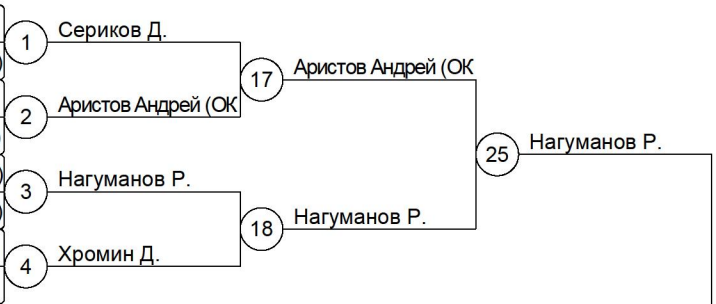 1
Сериков Д.
17
Аристов Андрей (ОК
2
Аристов Андрей (ОК
25
Нагуманов Р.
3
Нагуманов Р.
18
Нагуманов Р.
4
Хромин Д.